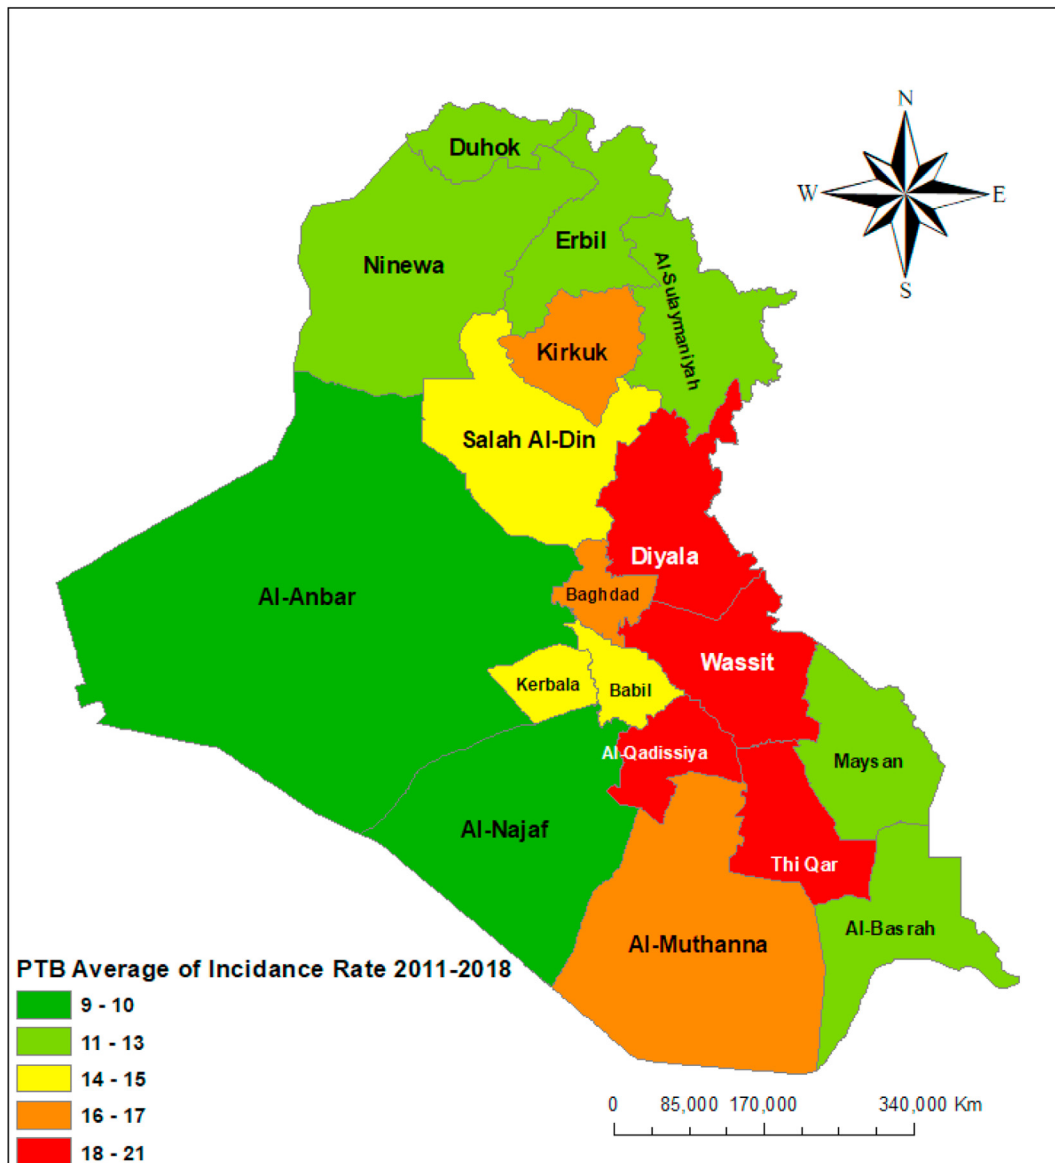 N
W
E
S
Duhok
Ninewa
Erbil
Al-Sulaymaniyah
Kirkuk
Salah Al-Din
Diyala
Al-Anbar
Baghdad
Wassit
Kerbala
Babil
Al-Qadissiya
Maysan
Al-Najaf
Thi Qar
Al-Basrah
Al-Muthanna
PTB Average of Incidance Rate 2011-2018
9 - 10
11 - 13
14 - 15
16 - 17
18 - 21
0 85,000 170,000 340,000 Km